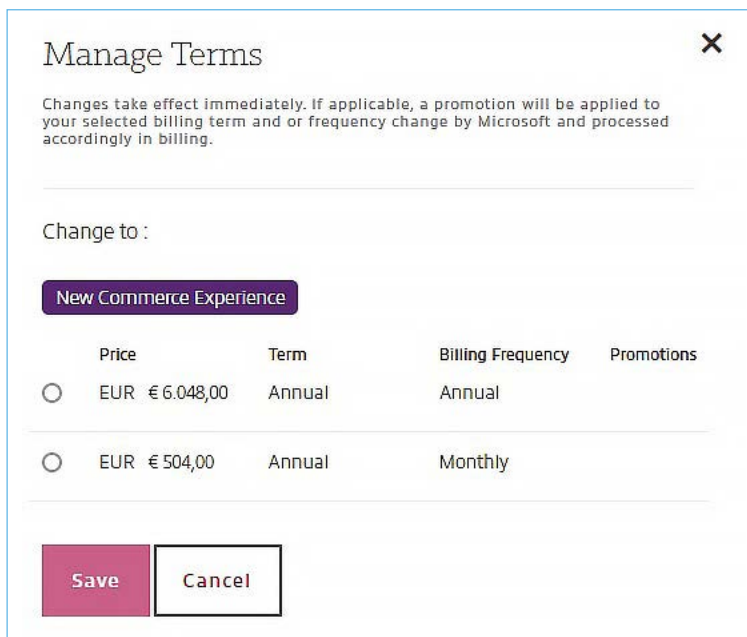 Manage Terms
Changes take effect immediately. If applicable, a promotion will be applied to
your selected billing term and or frequency change by Microsoft and processed
accordingly in billing.
Change to :
New Commerce Experience
Price Term Billing Frequency Promotions
EUR € 6.048,00 Annual Annual
EUR € 504,00 Annual Monthly
Save Cancel